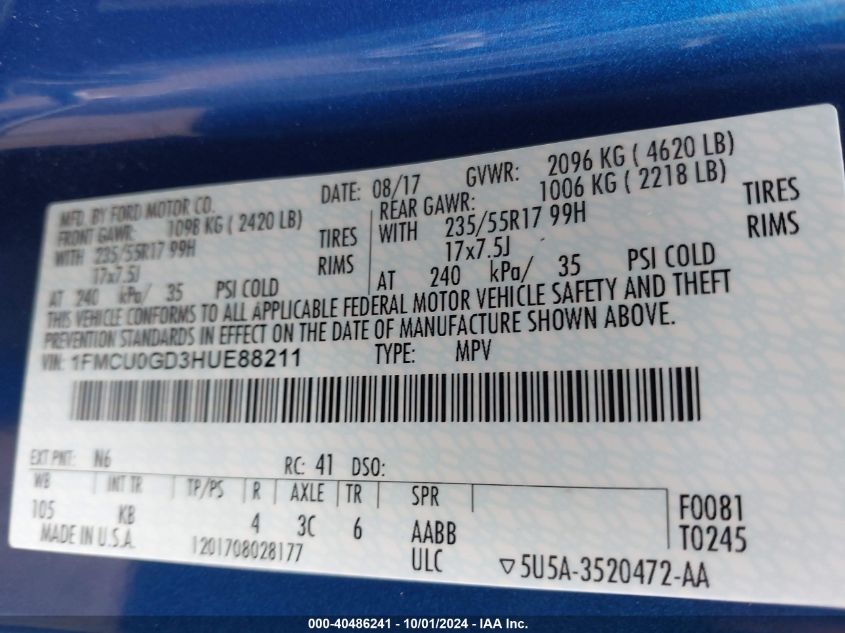 MFD. BY FORD MOTOR CO.
DATE: 08/17 GVWR: 2096 KG ( 4620 LB)
FRONT GAWR: 1098 KG ( 2420 LB)
REAR GAWR: 1006 KG ( 2218 LB)
WITH 235/55R17 99H TIRES
WITH 235/55R17 99H TIRES
17x7.5J RIMS
17x7.5J RIMS
AT 240 kPa/ 35 PSI COLD
AT 240 kPa/ 35 PSI COLD
THIS VEHICLE CONFORMS TO ALL APPLICABLE FEDERAL MOTOR VEHICLE SAFETY AND THEFT
PREVENTION STANDARDS IN EFFECT ON THE DATE OF MANUFACTURE SHOWN ABOVE.
VIN: 1FMCU0GD3HUE88211 TYPE: MPV
EXT PNT: N6 RC: 41 DSO:
WB INT TR TP/PS R AXLE TR SPR
105 KB 4 3C 6 AABB
F0081
T0245
MADE IN U.S.A. 1201708028177 ULC ▽5U5A-3520472-AA
000-40486241 - 10/01/2024 - IAA Inc.